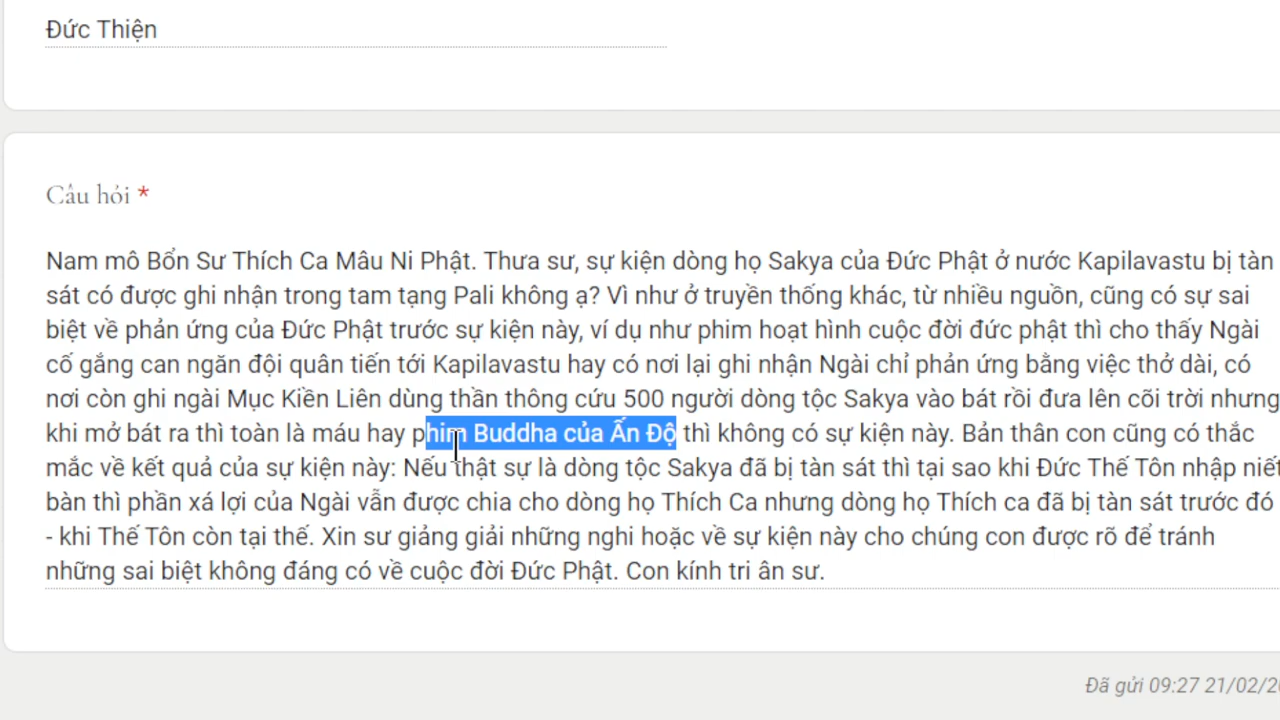 Đức Thiện
Câu hỏi *
Nam mô Bổn Sư Thích Ca Mâu Ni Phật. Thưa sư, sự kiện dòng họ Sakya của Đức Phật ở nước Kapilavastu bị tàn
sát có được ghi nhận trong tam tạng Pali không ạ? Vì như ở truyền thống khác, từ nhiều nguồn, cũng có sự sai
biệt về phản ứng của Đức Phật trước sự kiện này, ví dụ như phim hoạt hình cuộc đời đức phật thì cho thấy Ngài
cố gắng can ngăn đội quân tiến tới Kapilavastu hay có nơi lại ghi nhận Ngài chỉ phản ứng bằng việc thở dài, có
nơi còn ghi ngài Mục Kiền Liên dùng thần thông cứu 500 người dòng tộc Sakya vào bát rồi đưa lên cõi trời nhưng
khi mở bát ra thì toàn là máu hay phim Buddha của Ấn Độ thì không có sự kiện này. Bản thân con cũng có thắc
mắc về kết quả của sự kiện này: Nếu thật sự là dòng tộc Sakya đã bị tàn sát thì tại sao khi Đức Thế Tôn nhập niết
bàn thì phần xá lợi của Ngài vẫn được chia cho dòng họ Thích Ca nhưng dòng họ Thích ca đã bị tàn sát trước đó
- khi Thế Tôn còn tại thế. Xin sư giảng giải những nghi hoặc về sự kiện này cho chúng con được rõ để tránh
những sai biệt không đáng có về cuộc đời Đức Phật. Con kính tri ân sư.
Đã gửi 09:27 21/02/20